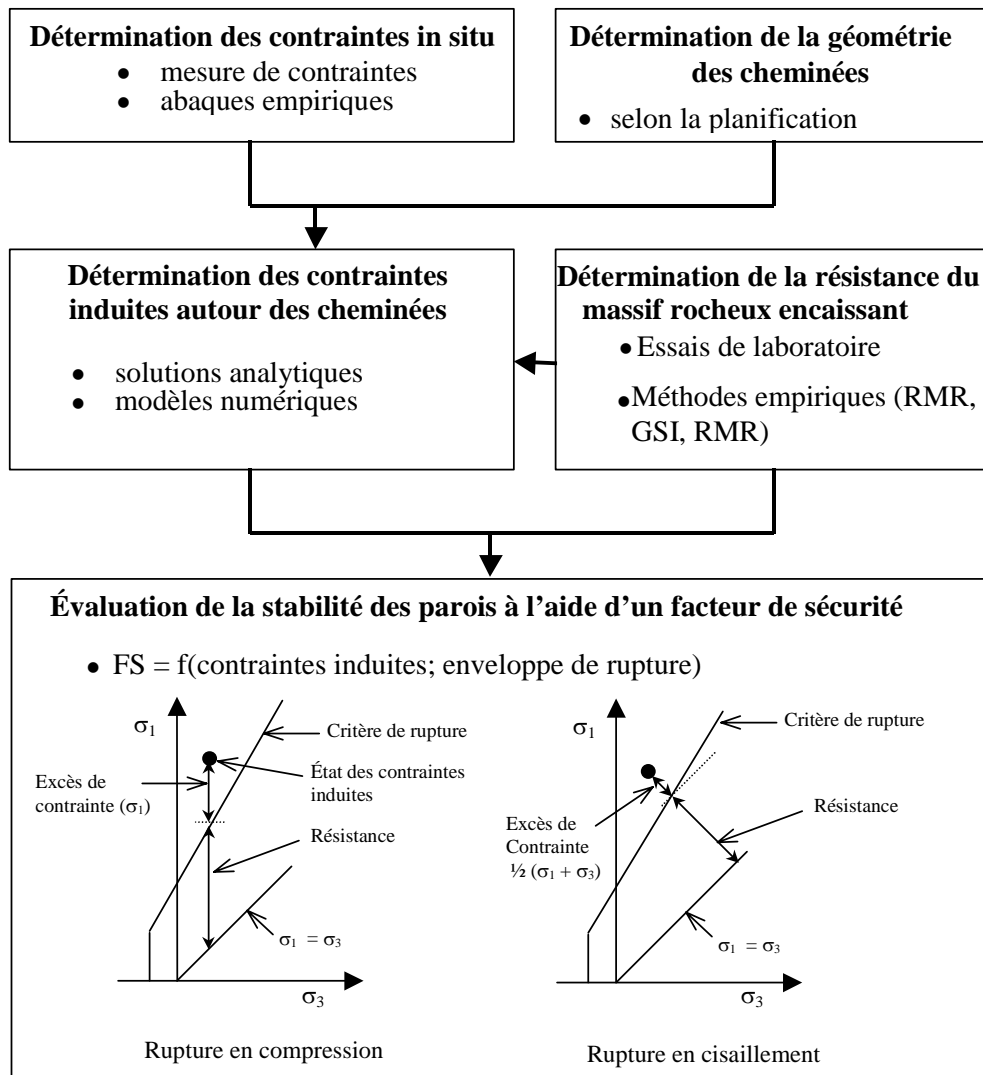 Détermination des contraintes in situ
• mesure de contraintes
• abaques empiriques
Détermination de la géométrie
des cheminées
• selon la planification
Détermination des contraintes
induites autour des cheminées
• solutions analytiques
• modèles numériques
Détermination de la résistance du
massif rocheux encaissant
• Essais de laboratoire
• Méthodes empiriques (RMR,
GSI, RMR)
Évaluation de la stabilité des parois à l'aide d'un facteur de sécurité
• FS = f(contraintes induites; enveloppe de rupture)
σ1
Critère de rupture
État des contraintes
induites
Excès de
contrainte (σ1)
Résistance
σ1 = σ3
σ3
Rupture en compression
σ1
Critère de rupture
Résistance
Excès de
Contrainte
½ (σ1 + σ3)
σ1 = σ3
σ3
Rupture en cisaillement